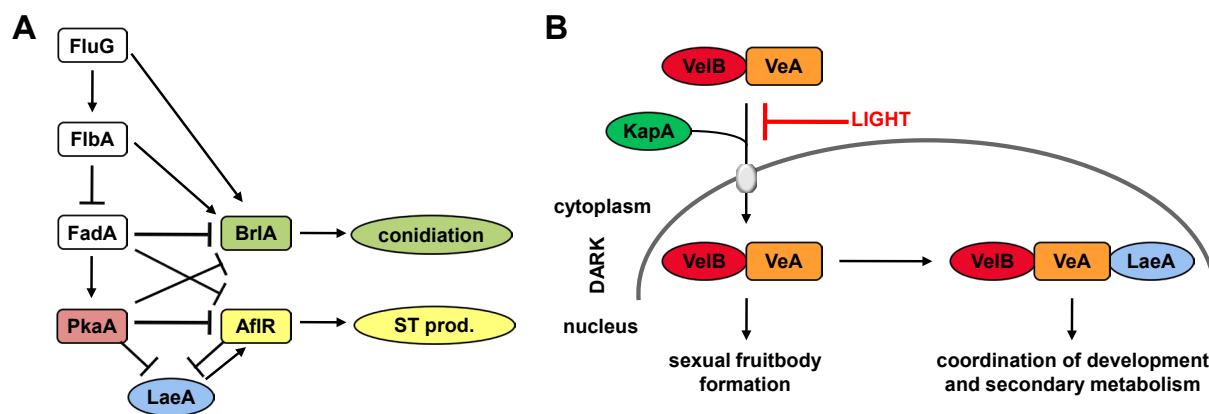 A
FluG
FlbA
FadA
BrlA
conidiation
PkaA
AflR
ST prod.
LaeA
B
VelB
VeA
KapA
LIGHT
cytoplasm
DARK
nucleus
VelB
VeA
VelB
VeA
LaeA
sexual fruitbody
formation
coordination of development
and secondary metabolism